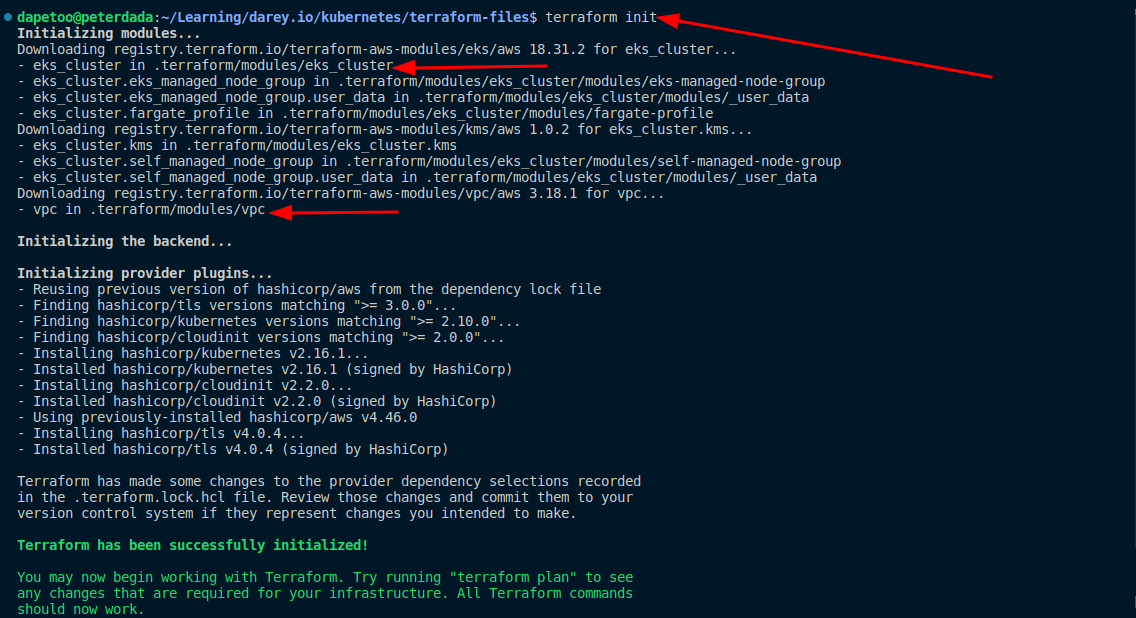 dapetoo@peterdada:~/Learning/darey.io/kubernetes/terraform-files$ terraform init
Initializing modules...
Downloading registry.terraform.io/terraform-aws-modules/eks/aws 18.31.2 for eks_cluster...
- eks_cluster in .terraform/modules/eks_cluster
- eks_cluster.eks_managed_node_group in .terraform/modules/eks_cluster/modules/eks-managed-node-group
- eks_cluster.eks_managed_node_group.user_data in .terraform/modules/eks_cluster/modules/_user_data
- eks_cluster.fargate_profile in .terraform/modules/eks_cluster/modules/fargate-profile
Downloading registry.terraform.io/terraform-aws-modules/kms/aws 1.0.2 for eks_cluster.kms...
- eks_cluster.kms in .terraform/modules/eks_cluster.kms
- eks_cluster.self_managed_node_group in .terraform/modules/eks_cluster/modules/self-managed-node-group
- eks_cluster.self_managed_node_group.user_data in .terraform/modules/eks_cluster/modules/_user_data
Downloading registry.terraform.io/terraform-aws-modules/vpc/aws 3.18.1 for vpc...
- vpc in .terraform/modules/vpc
Initializing the backend...
Initializing provider plugins...
- Reusing previous version of hashicorp/aws from the dependency lock file
- Finding hashicorp/tls versions matching ">= 3.0.0"...
- Finding hashicorp/kubernetes versions matching ">= 2.10.0"...
- Finding hashicorp/cloudinit versions matching ">= 2.0.0"...
- Installing hashicorp/kubernetes v2.16.1...
- Installed hashicorp/kubernetes v2.16.1 (signed by HashiCorp)
- Installing hashicorp/cloudinit v2.2.0...
- Installed hashicorp/cloudinit v2.2.0 (signed by HashiCorp)
- Using previously-installed hashicorp/aws v4.46.0
- Installing hashicorp/tls v4.0.4...
- Installed hashicorp/tls v4.0.4 (signed by HashiCorp)
Terraform has made some changes to the provider dependency selections recorded
in the .terraform.lock.hcl file. Review those changes and commit them to your
version control system if they represent changes you intended to make.
Terraform has been successfully initialized!
You may now begin working with Terraform. Try running "terraform plan" to see
any changes that are required for your infrastructure. All Terraform commands
should now work.